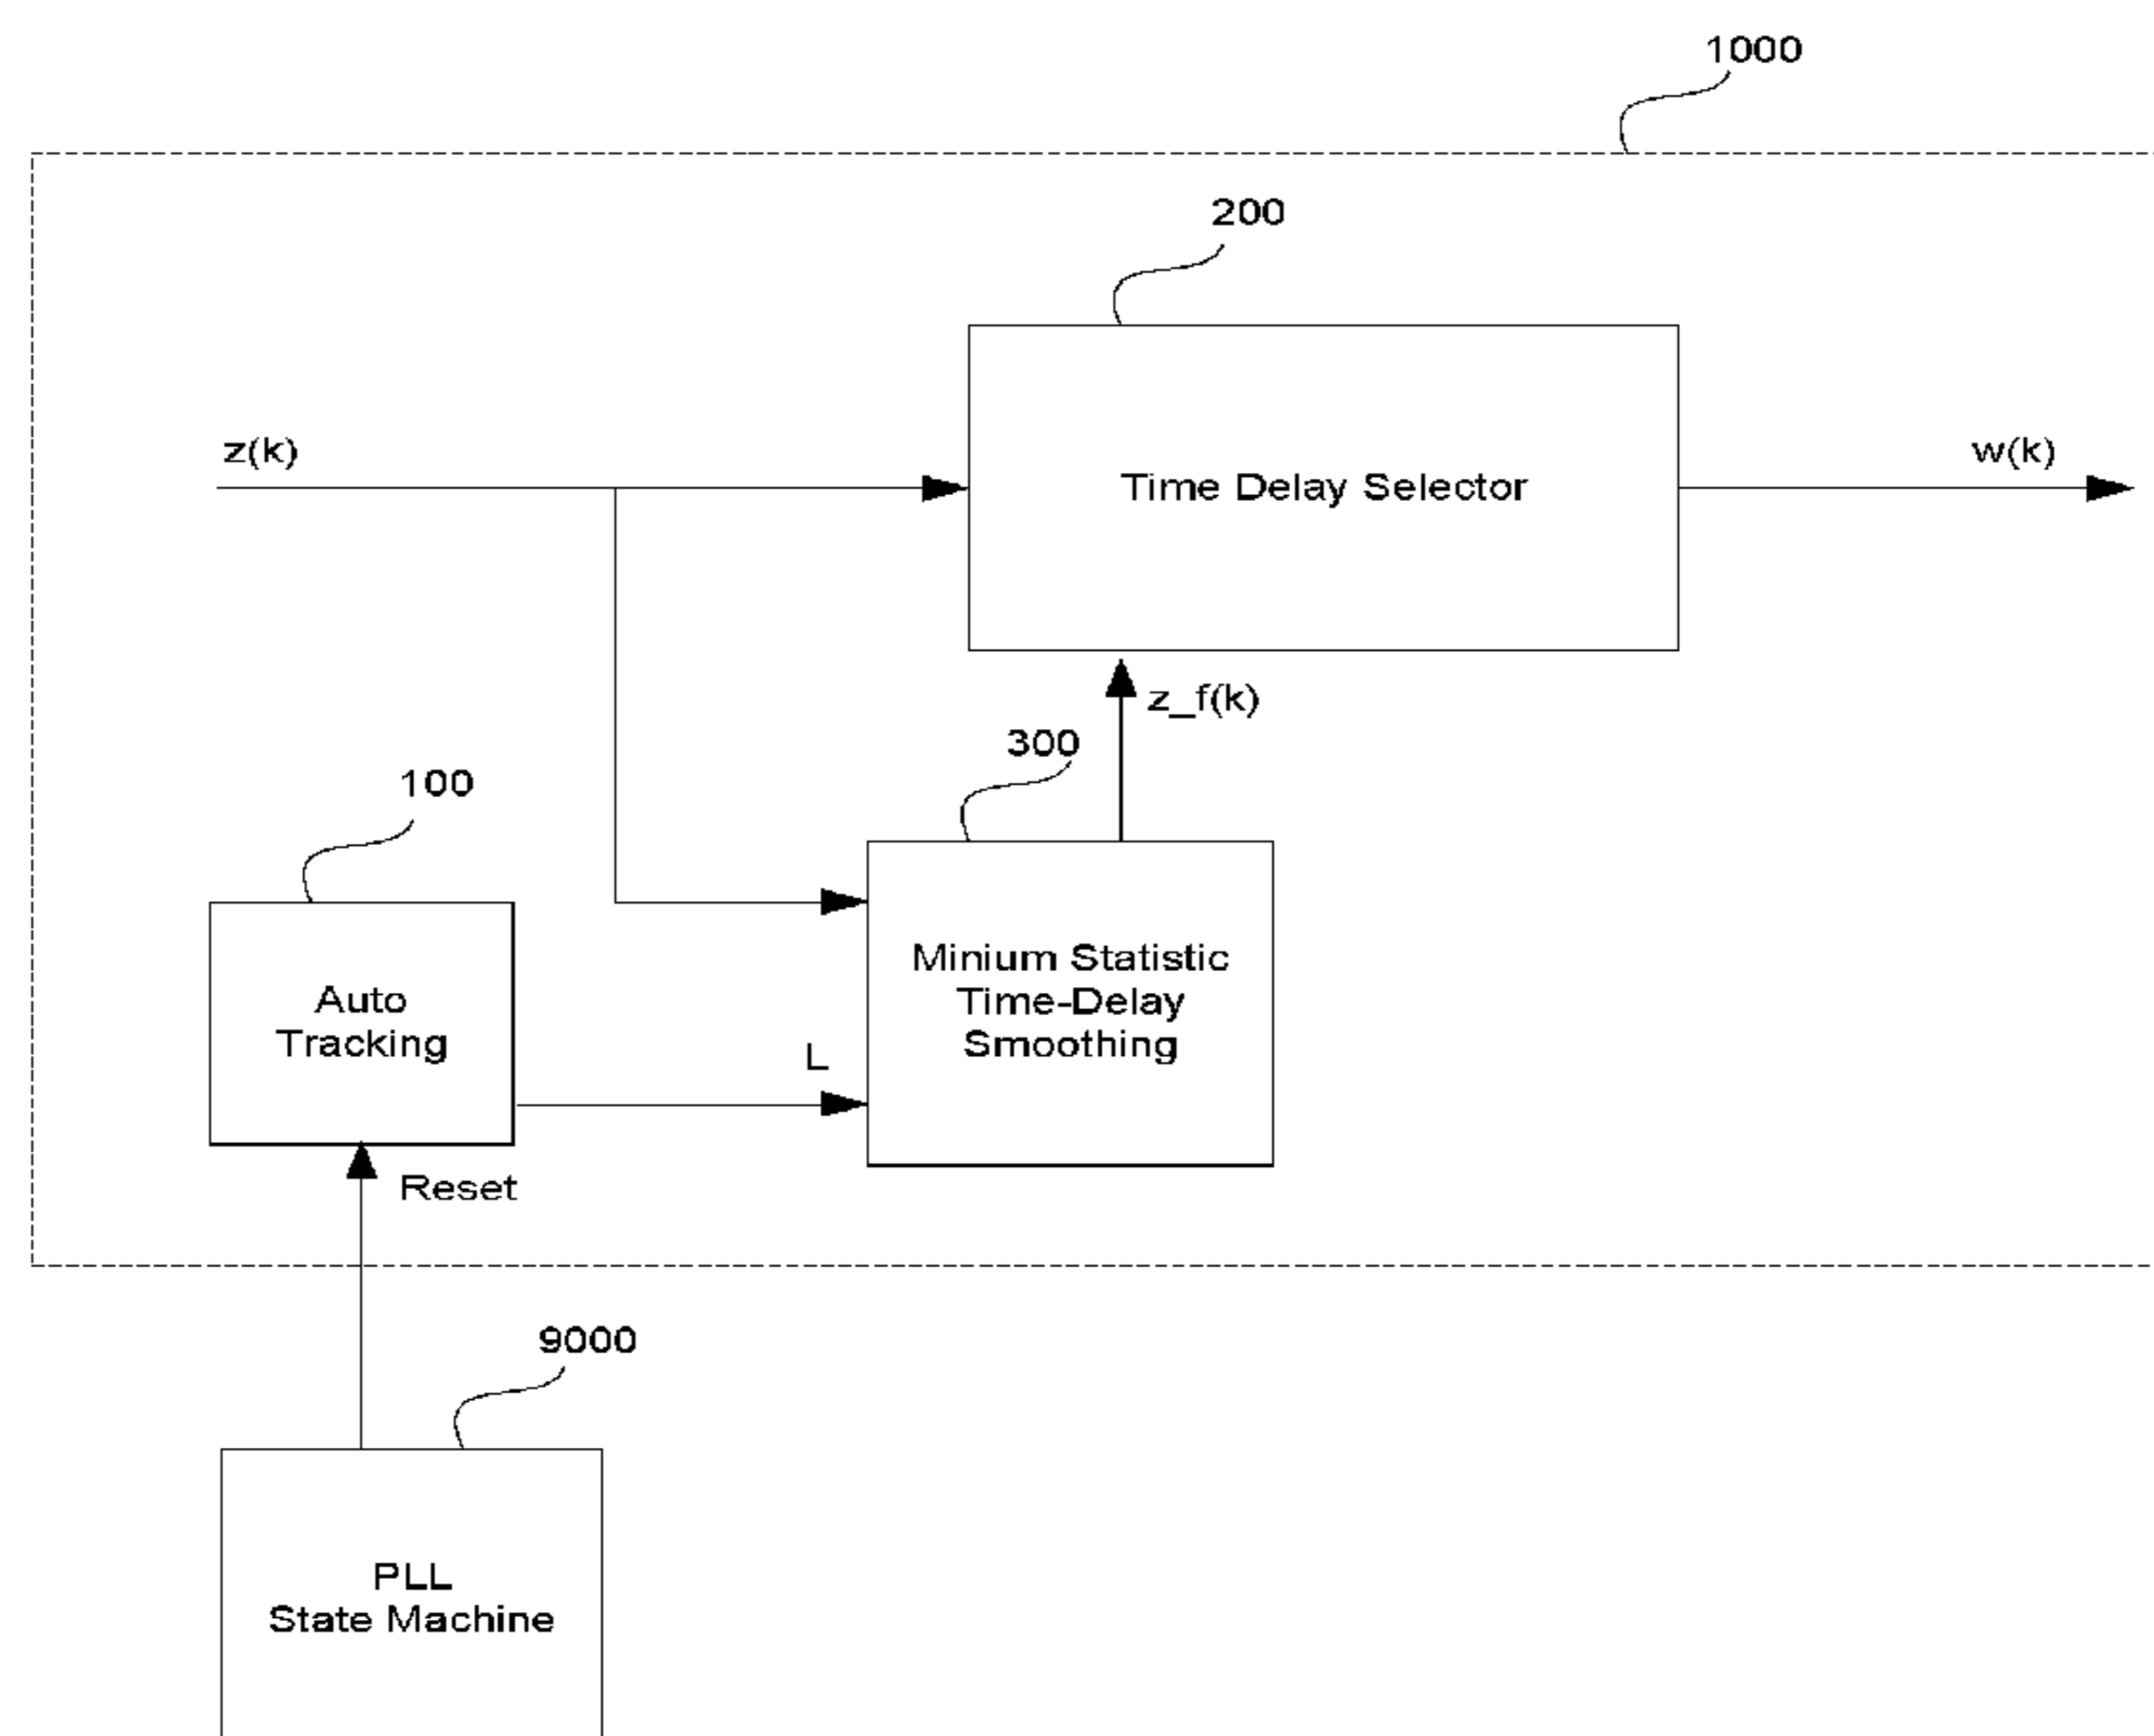 1000
200
z(k)
Time Delay Selector
w(k)
z_f(k)
300
100
Minium Statistic
Time-Delay
Smoothing
Auto
Tracking
L
Reset
9000
PLL
State Machine